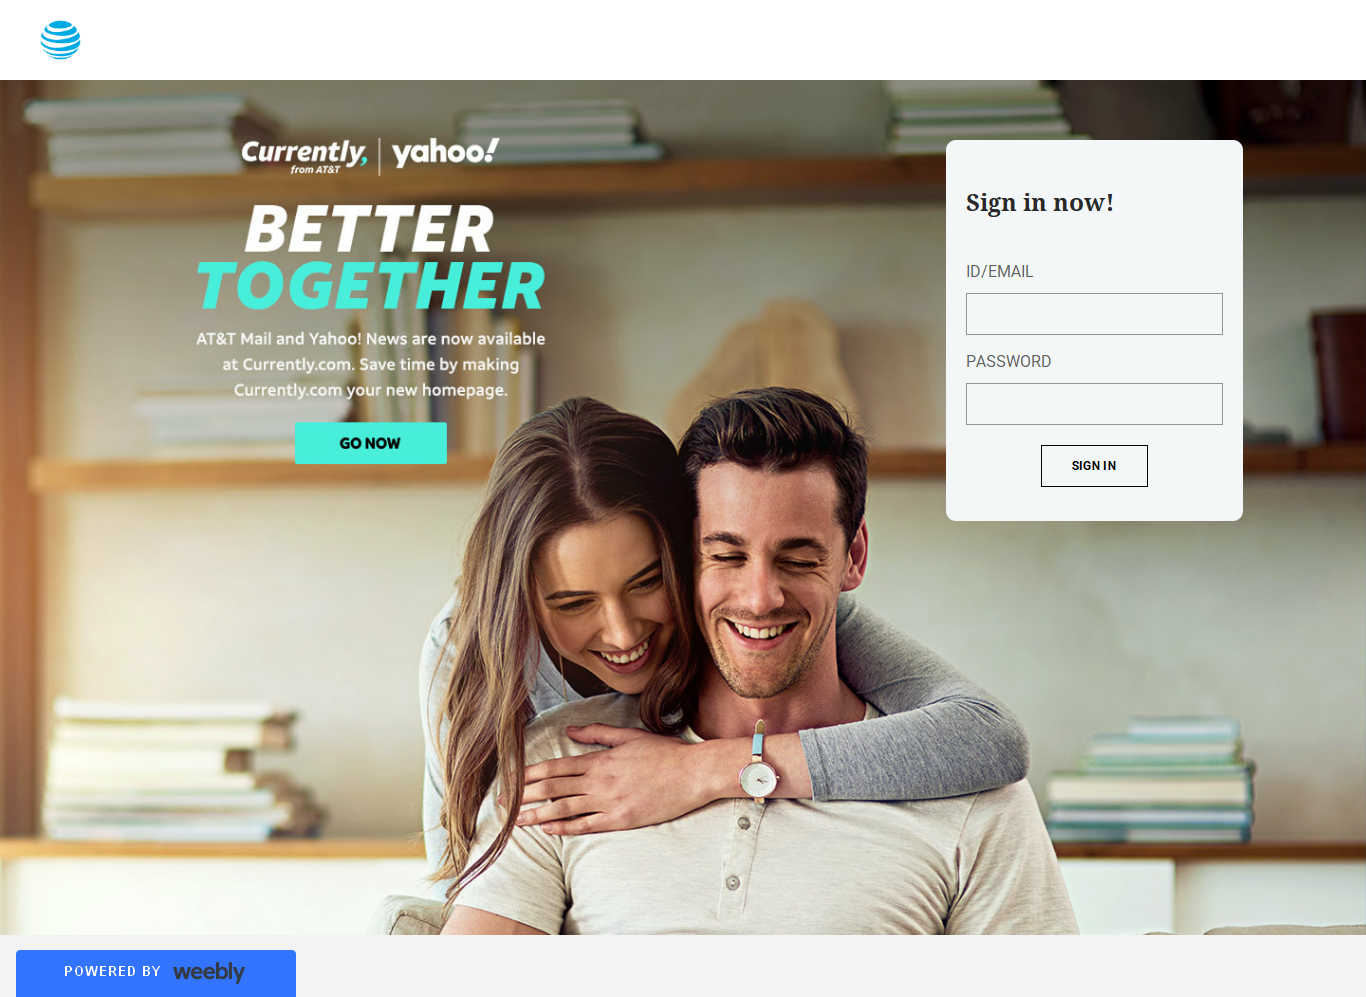 Currently,
from AT&T
yahoo!
BETTER
TOGETHER
AT&T Mail and Yahoo! News are now available
at Currently.com. Save time by making
Currently.com your new homepage.
GO NOW
Sign in now!
ID/EMAIL
PASSWORD
SIGN IN
POWERED BY weebly